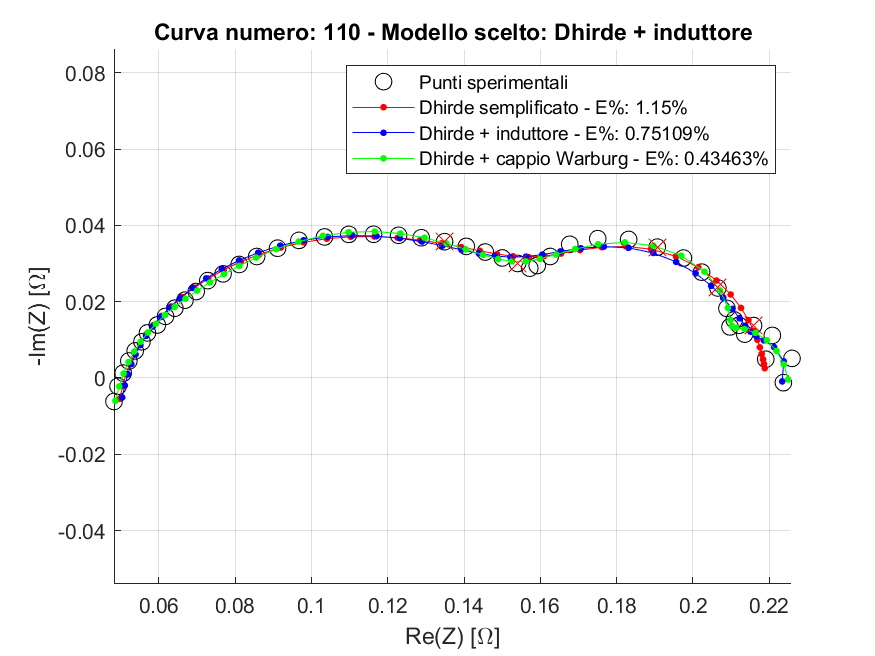 Curva numero: 110 - Modello scelto: Dhirde + induttore
Punti sperimentali
Dhirde semplificato - E%: 1.15%
Dhirde + induttore - E%: 0.75109%
Dhirde + cappio Warburg - E%: 0.43463%
0.08
0.06
0.04
0.02
0
-0.02
-0.04
-Im(Z) [Ω]
0.06 0.08 0.1 0.12 0.14 0.16 0.18 0.2 0.22
Re(Z) [Ω]